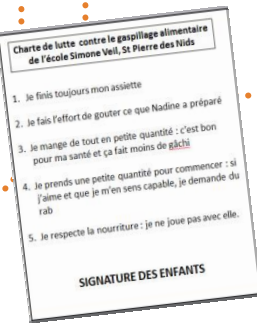 Charte de lutte contre le gaspillage alimentaire
de l'école Simone Veil, St Pierre des Nids
1. Je finis toujours mon assiette
2. Je fais l'effort de gouter ce que Nadine a préparé
3. Je mange de tout en petite quantité : c'est bon
pour ma santé et ça fait moins de gâchi
4. Je prends une petite quantité pour commencer : si
j'aime et que je m'en sens capable, je demande du
rab
5. Je respecte la nourriture : je ne joue pas avec elle.
SIGNATURE DES ENFANTS